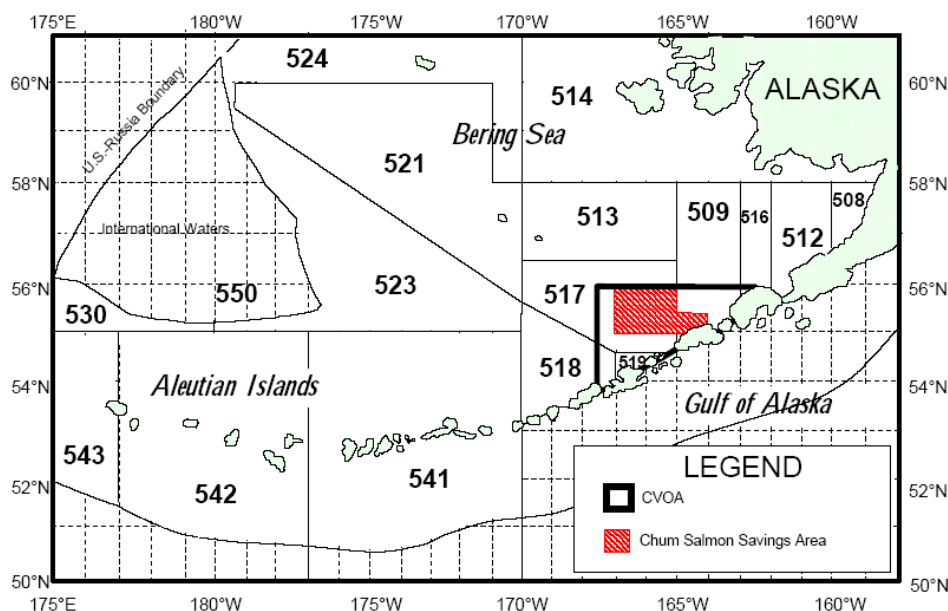 175°E 180°W 175°W 170°W 165°W 160°W
60°N 524 514 ALASKA 60°N
Bering Sea
U.S.-Russia Boundary
521
58°N 58°N
513 509 516 508
International Waters 512
56°N 550 523 517 56°N
530
518 519
54°N Aleutian Islands 54°N
Gulf of Alaska
543 541 LEGEND
52°N 542 CVOA 52°N
Chum Salmon Savings Area
50°N 50°N
175°E 180°W 175°W 170°W 165°W 160°W